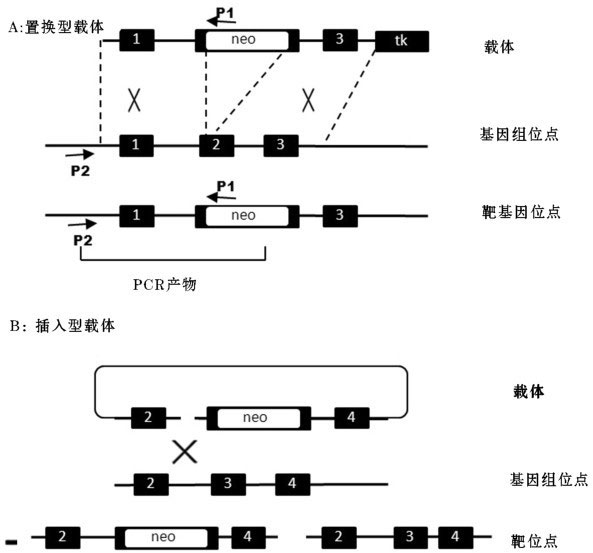 A:置换型载体
P1
1 neo 3 tk 载体
基因组位点
1 2 3
P2
P1
靶基因位点
1 neo 3
P2
PCR产物
B: 插入型载体
载体
2 neo 4
基因组位点
2 3 4
2 neo 4 2 3 4 靶位点